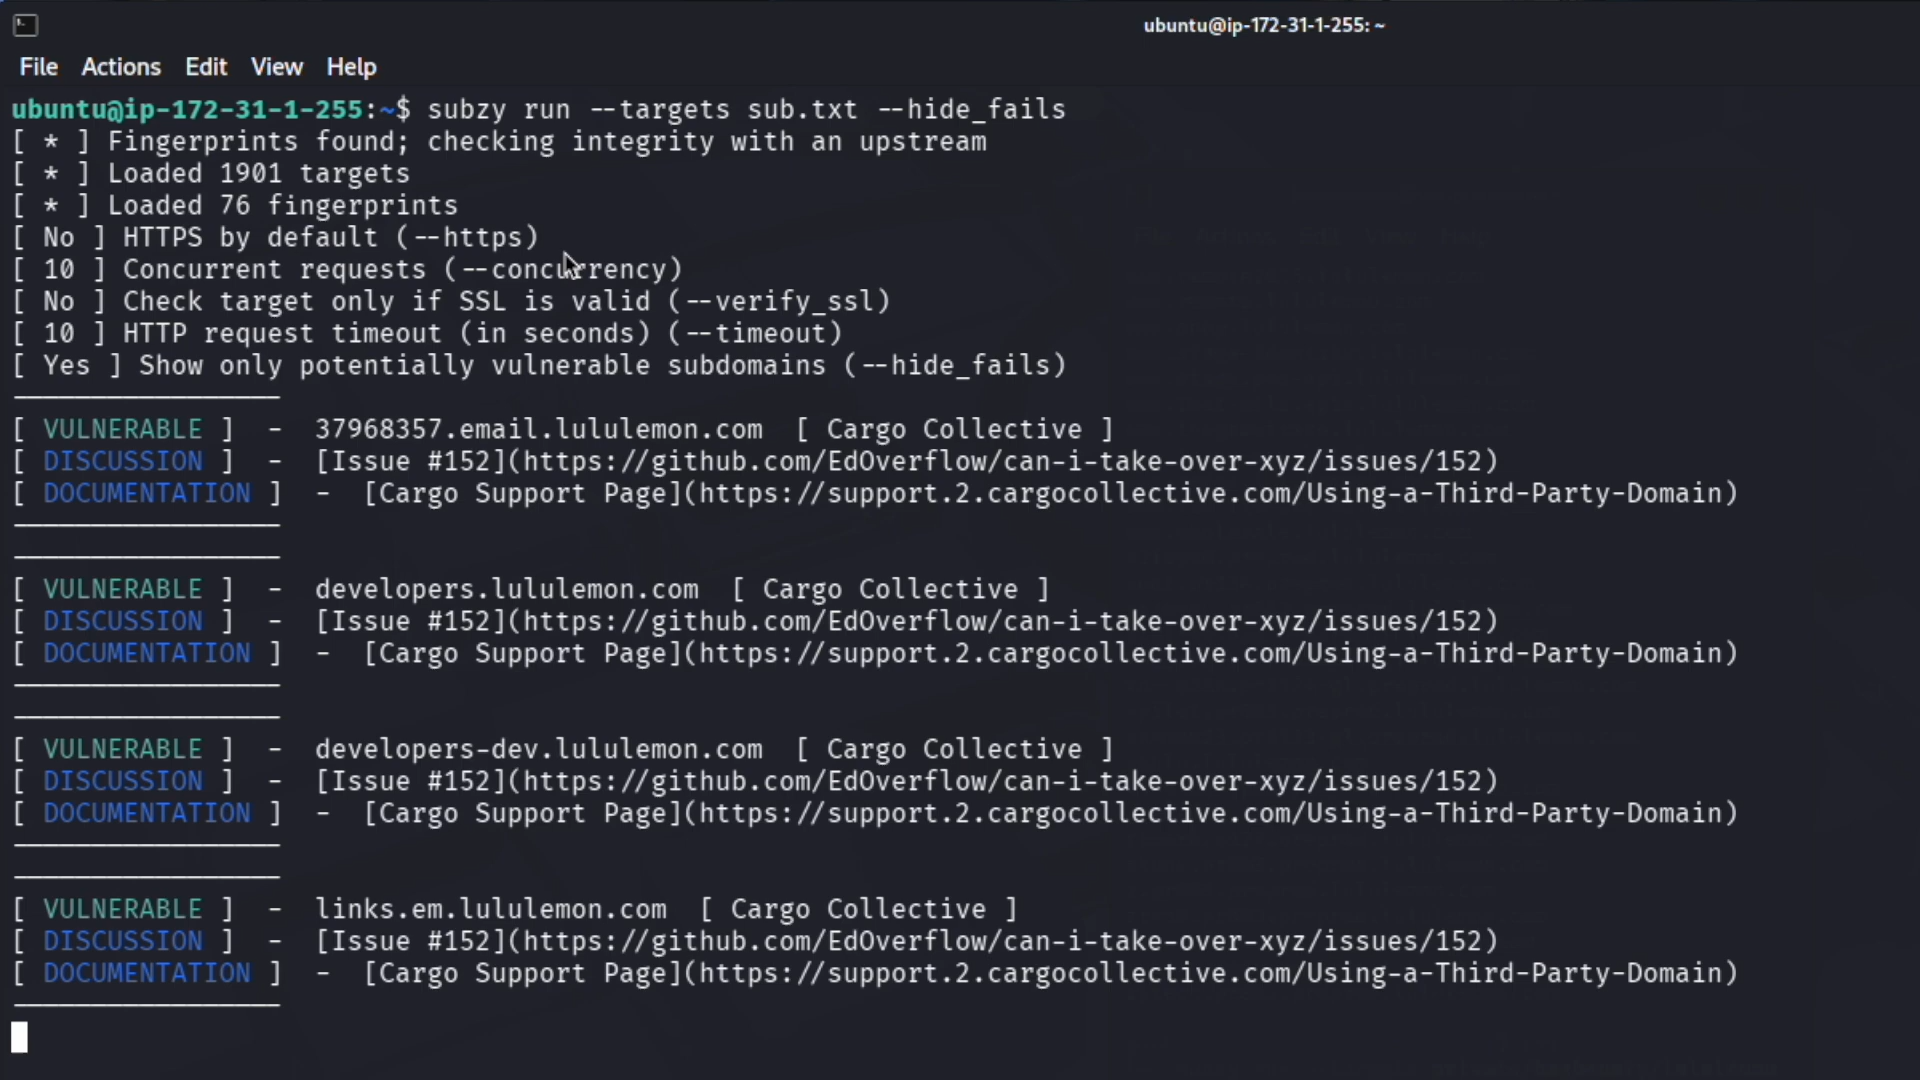 ubuntu@ip-172-31-1-255: ~
File Actions Edit View Help
ubuntu@ip-172-31-1-255:~$ subzy run --targets sub.txt --hide_fails
[ * ] Fingerprints found; checking integrity with an upstream
[ * ] Loaded 1901 targets
[ * ] Loaded 76 fingerprints
[ No ] HTTPS by default (--https)
[ 10 ] Concurrent requests (--concurrency)
[ No ] Check target only if SSL is valid (--verify_ssl)
[ 10 ] HTTP request timeout (in seconds) (--timeout)
[ Yes ] Show only potentially vulnerable subdomains (--hide_fails)
[ VULNERABLE ] - 37968357.email.lululemon.com [ Cargo Collective ]
[ DISCUSSION ] - [Issue #152](https://github.com/EdOverflow/can-i-take-over-xyz/issues/152)
[ DOCUMENTATION ] - [Cargo Support Page](https://support.2.cargocollective.com/Using-a-Third-Party-Domain)
[ VULNERABLE ] - developers.lululemon.com [ Cargo Collective ]
[ DISCUSSION ] - [Issue #152](https://github.com/EdOverflow/can-i-take-over-xyz/issues/152)
[ DOCUMENTATION ] - [Cargo Support Page](https://support.2.cargocollective.com/Using-a-Third-Party-Domain)
[ VULNERABLE ] - developers-dev.lululemon.com [ Cargo Collective ]
[ DISCUSSION ] - [Issue #152](https://github.com/EdOverflow/can-i-take-over-xyz/issues/152)
[ DOCUMENTATION ] - [Cargo Support Page](https://support.2.cargocollective.com/Using-a-Third-Party-Domain)
[ VULNERABLE ] - links.em.lululemon.com [ Cargo Collective ]
[ DISCUSSION ] - [Issue #152](https://github.com/EdOverflow/can-i-take-over-xyz/issues/152)
[ DOCUMENTATION ] - [Cargo Support Page](https://support.2.cargocollective.com/Using-a-Third-Party-Domain)